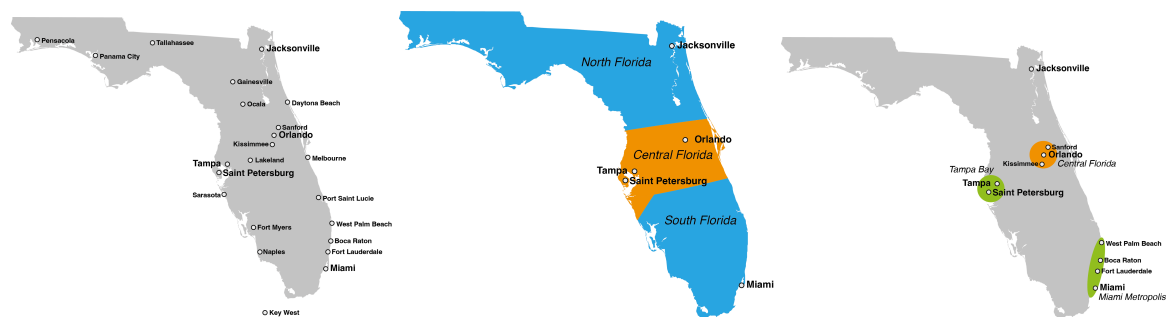 Pensacola
Tallahassee
Panama City
Jacksonville
Gainesville
Ocala
Daytona Beach
Sanford
Orlando
Kissimmee
Lakeland
Melbourne
Tampa
Saint Petersburg
Sarasota
Port Saint Lucie
Fort Myers
West Palm Beach
Boca Raton
Naples
Fort Lauderdale
Miami
Key West
Jacksonville
North Florida
Orlando
Central Florida
Tampa
Saint Petersburg
South Florida
Miami
Jacksonville
Sanford
Orlando
Kissimmee
Central Florida
Tampa Bay
Tampa
Saint Petersburg
West Palm Beach
Boca Raton
Fort Lauderdale
Miami
Miami Metropolis